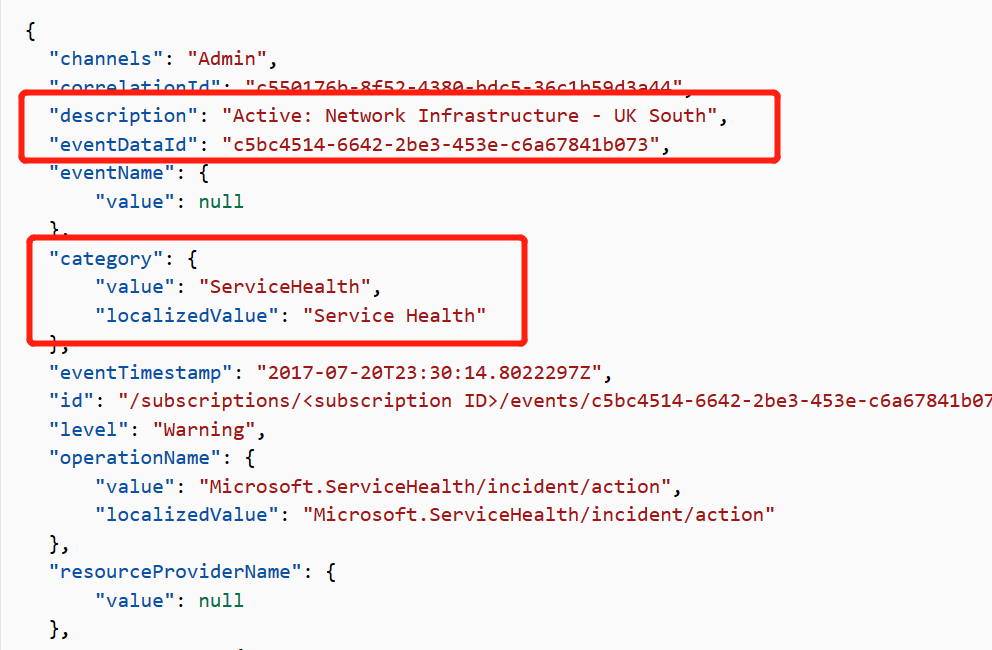 {
"channels": "Admin",
"correlationId": "c550176b-8f52-4380-bdc5-36c1b59d3a44",
"description": "Active: Network Infrastructure - UK South",
"eventDataId": "c5bc4514-6642-2be3-453e-c6a67841b073",
"eventName": {
"value": null
},
"category": {
"value": "ServiceHealth",
"localizedValue": "Service Health"
},
"eventTimestamp": "2017-07-20T23:30:14.8022297Z",
"id": "/subscriptions/<subscription ID>/events/c5bc4514-6642-2be3-453e-c6a67841b07
"level": "Warning",
"operationName": {
"value": "Microsoft.ServiceHealth/incident/action",
"localizedValue": "Microsoft.ServiceHealth/incident/action"
},
"resourceProviderName": {
"value": null
},